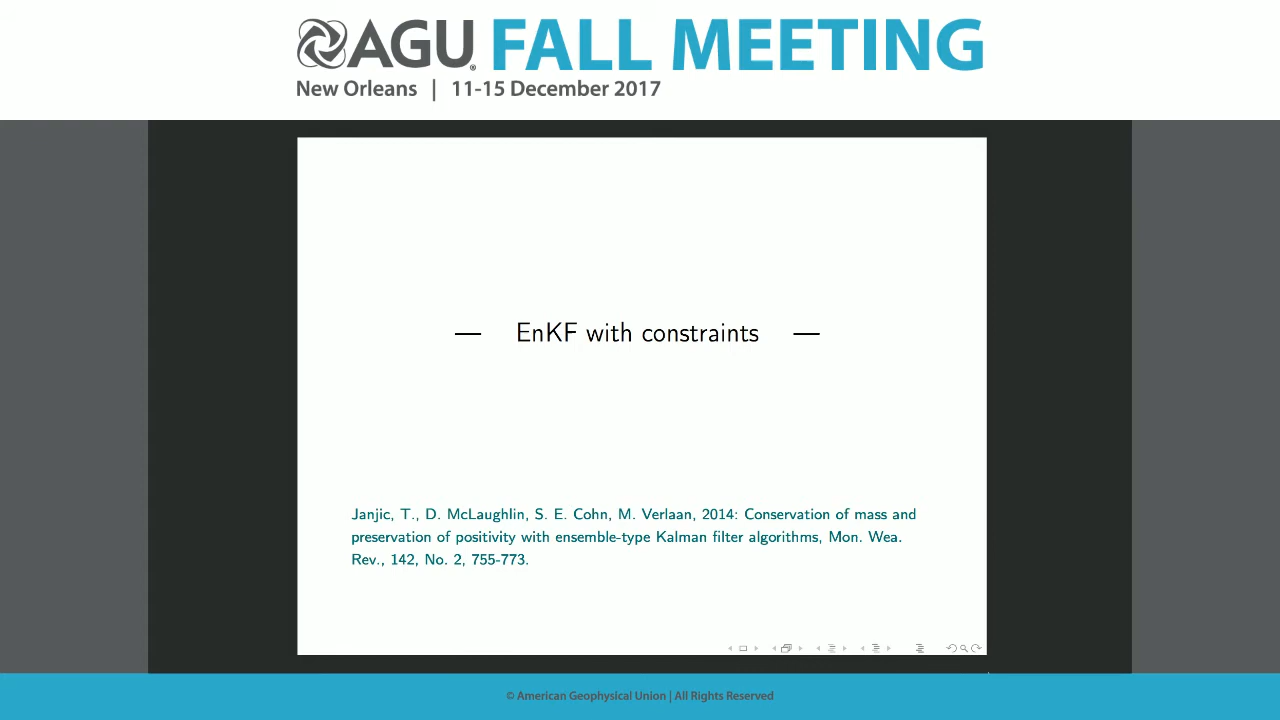 AGU FALL MEETING
New Orleans | 11-15 December 2017
— EnKF with constraints —
Janjic, T., D. McLaughlin, S. E. Cohn, M. Verlaan, 2014: Conservation of mass and
preservation of positivity with ensemble-type Kalman filter algorithms, Mon. Wea.
Rev., 142, No. 2, 755-773.
© American Geophysical Union | All Rights Reserved